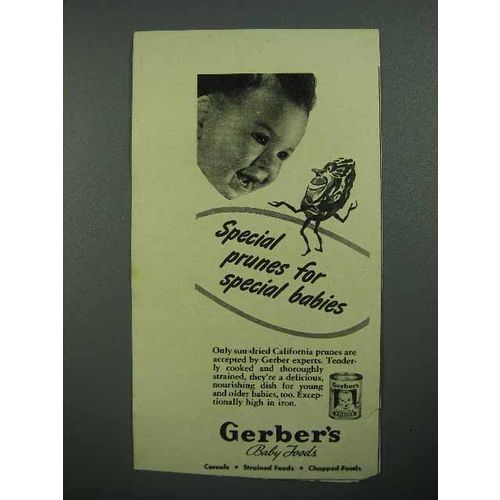 Special
prunes for
special babies
Only sun-dried California prunes are
accepted by Gerber experts. Tender-
ly cooked and thoroughly
strained, they're a delicious,
nourishing dish for young
and older babies, too. Excep-
tionally high in iron.
Gerber's
Gerber's
Baby Foods
Cereals • Strained Foods • Chopped Foods